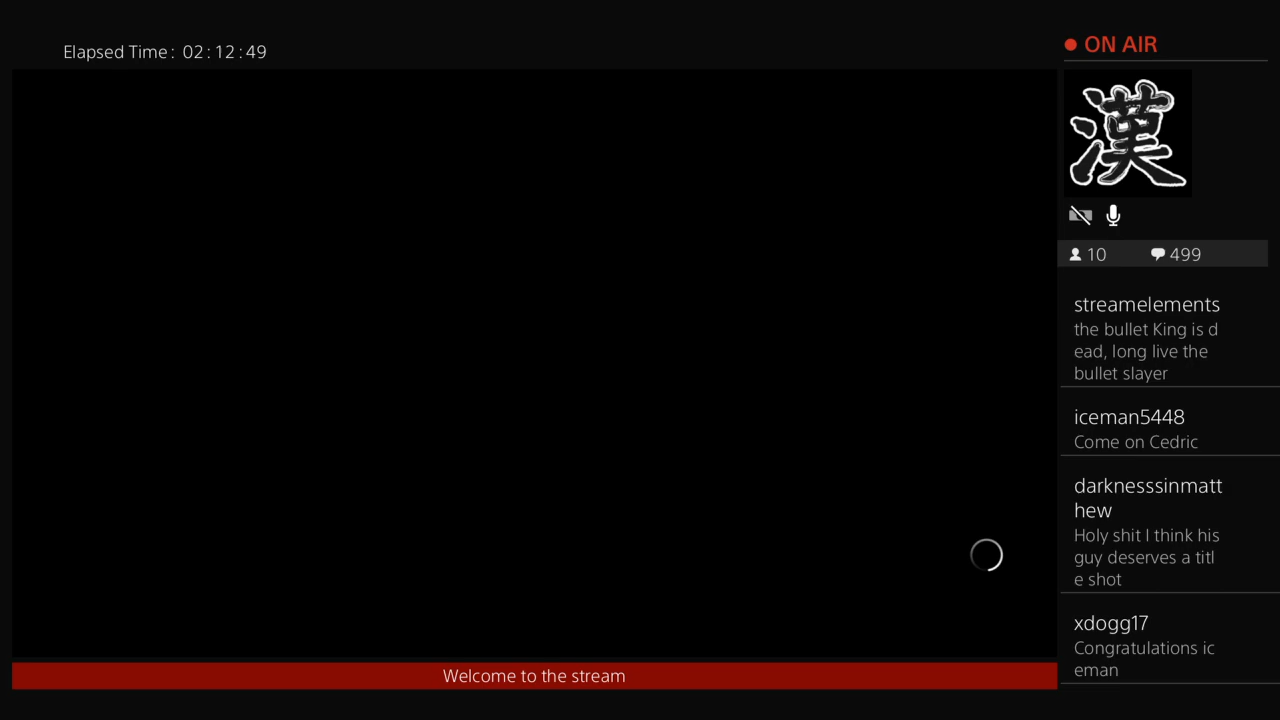 Elapsed Time: 02:12:49
ON AIR
漢
10 499
streamelements
the bullet King is d
ead, long live the
bullet slayer
iceman5448
Come on Cedric
darknesssinmatt
hew
Holy shit I think his
guy deserves a titl
e shot
xdogg17
Congratulations ic
eman
Welcome to the stream